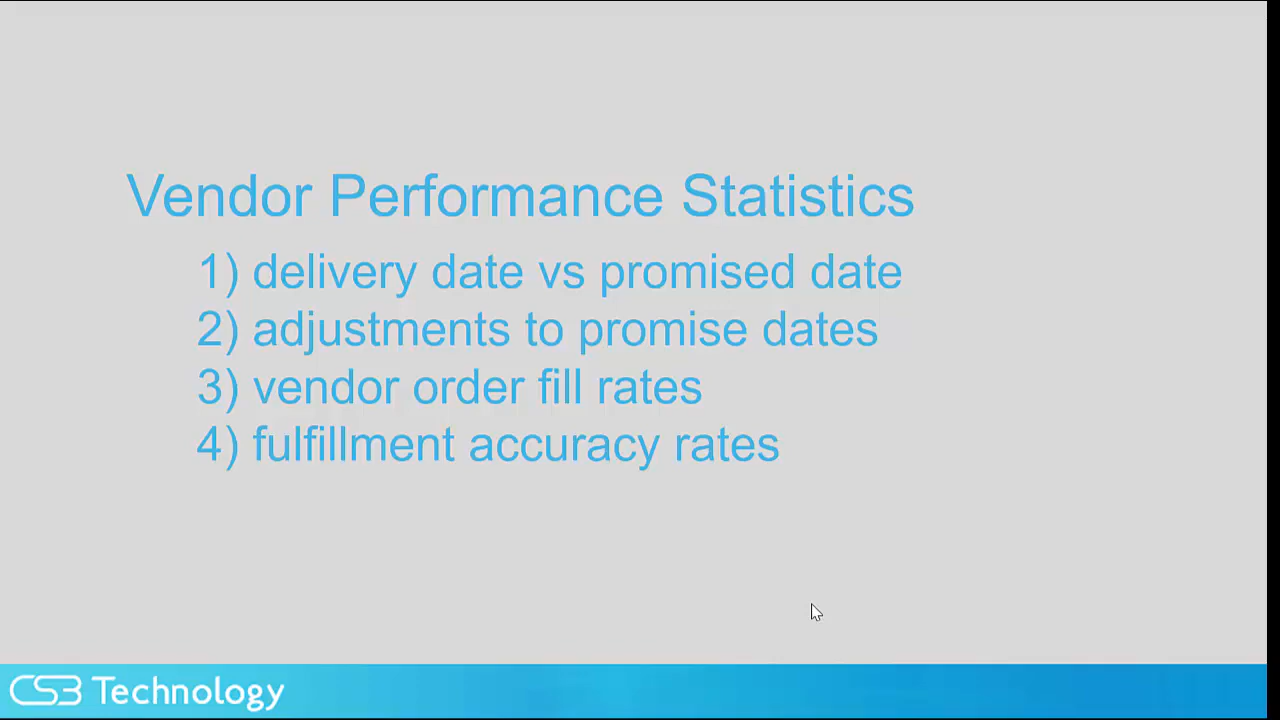 Vendor Performance Statistics
1) delivery date vs promised date
2) adjustments to promise dates
3) vendor order fill rates
4) fulfillment accuracy rates
CSB Technology